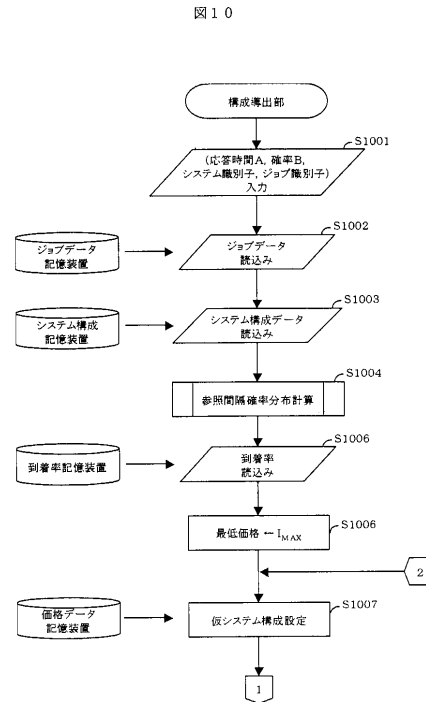 図10
構成導出部
S1001
(応答時間A, 確率B,
システム識別子, ジョブ識別子)
入力
S1002
ジョブデータ
記憶装置
ジョブデータ
読込み
S1003
システム構成
記憶装置
システム構成データ
読込み
S1004
参照間隔確率分布計算
S1006
到着率記憶装置
到着率
読込み
S1006
最低価格 ← IMAX
2
S1007
価格データ
記憶装置
仮システム構成設定
1